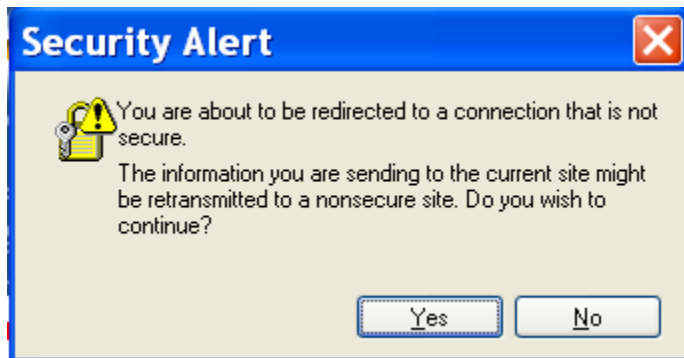 Security Alert
You are about to be redirected to a connection that is not
secure.
The information you are sending to the current site might
be retransmitted to a nonsecure site. Do you wish to
continue?
Yes
No